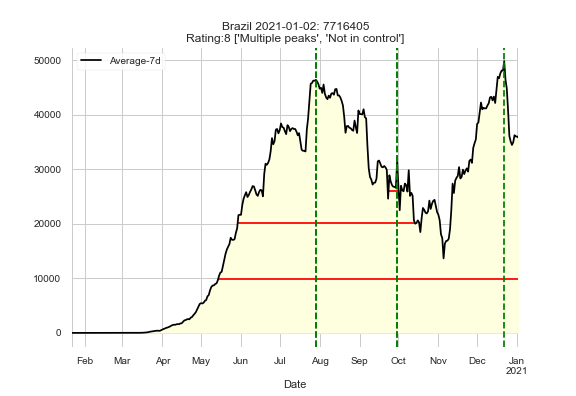 Brazil 2021-01-02: 7716405
Rating:8 ['Multiple peaks', 'Not in control']
Average-7d
50000
40000
30000
20000
10000
0
Feb Mar Apr May Jun Jul Aug Sep Oct Nov Dec Jan
2021
Date